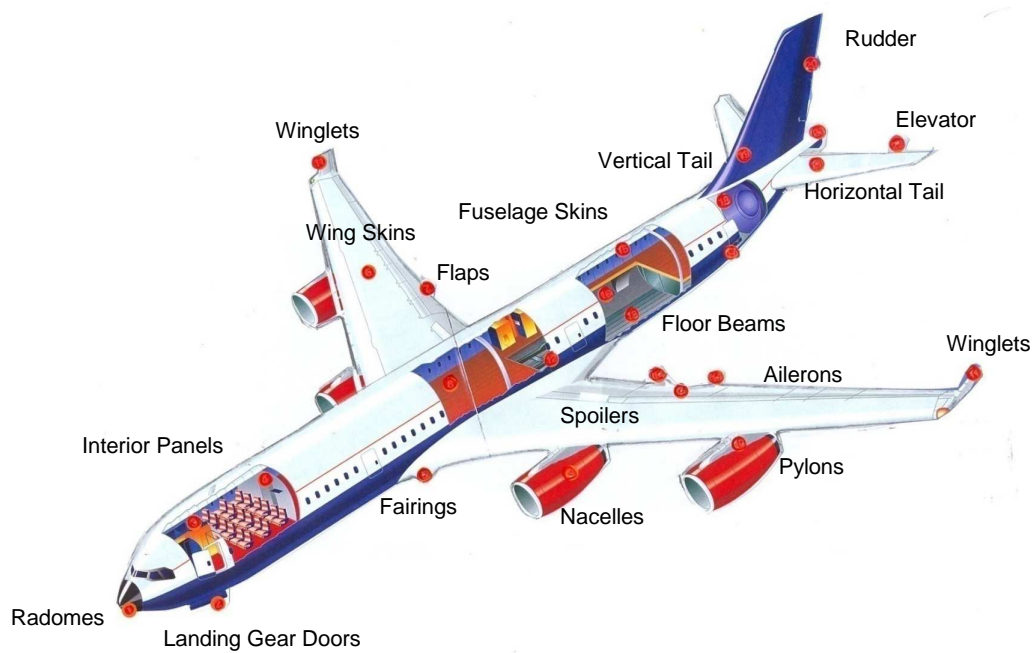 Rudder
Elevator
Winglets
Vertical Tail
Horizontal Tail
Fuselage Skins
Wing Skins
Flaps
Floor Beams
Winglets
Ailerons
Spoilers
Interior Panels
Pylons
Fairings
Nacelles
Radomes
Landing Gear Doors